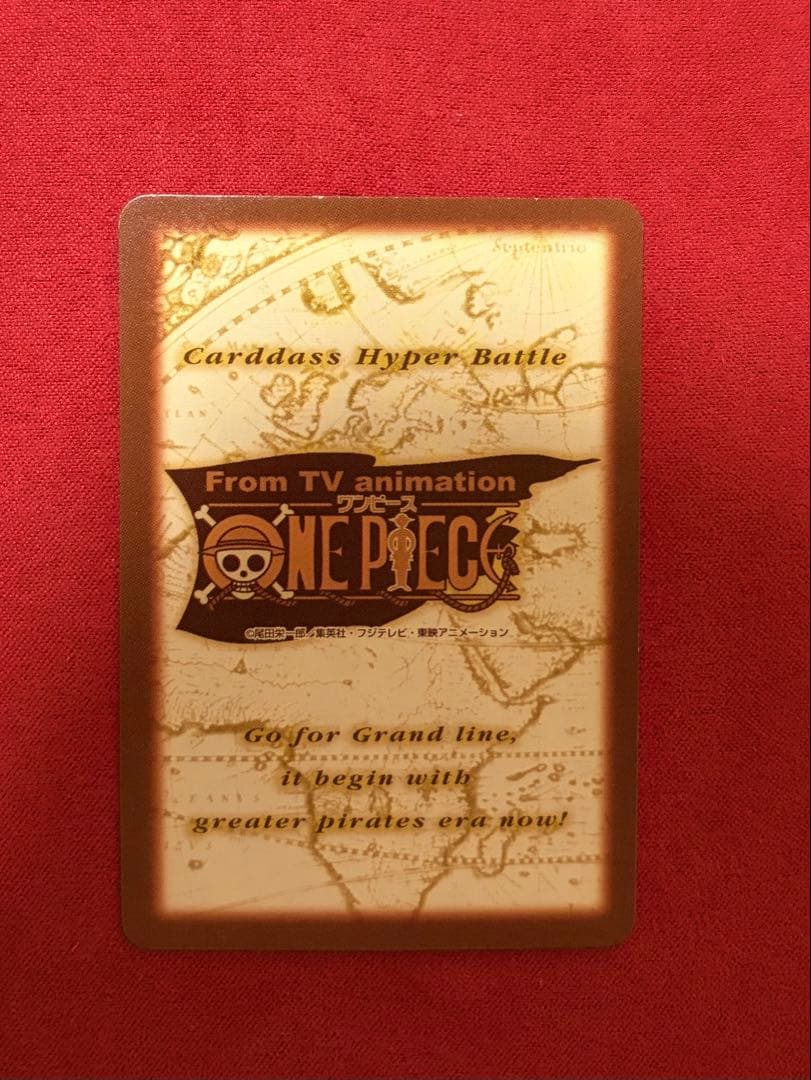 Septentrio
Carddass Hyper Battle
From TV animation
ワンピース
ONE PIECE
©尾田栄一郎／集英社・フジテレビ・東映アニメーション
Go for Grand line,
it begin with
greater pirates era now!